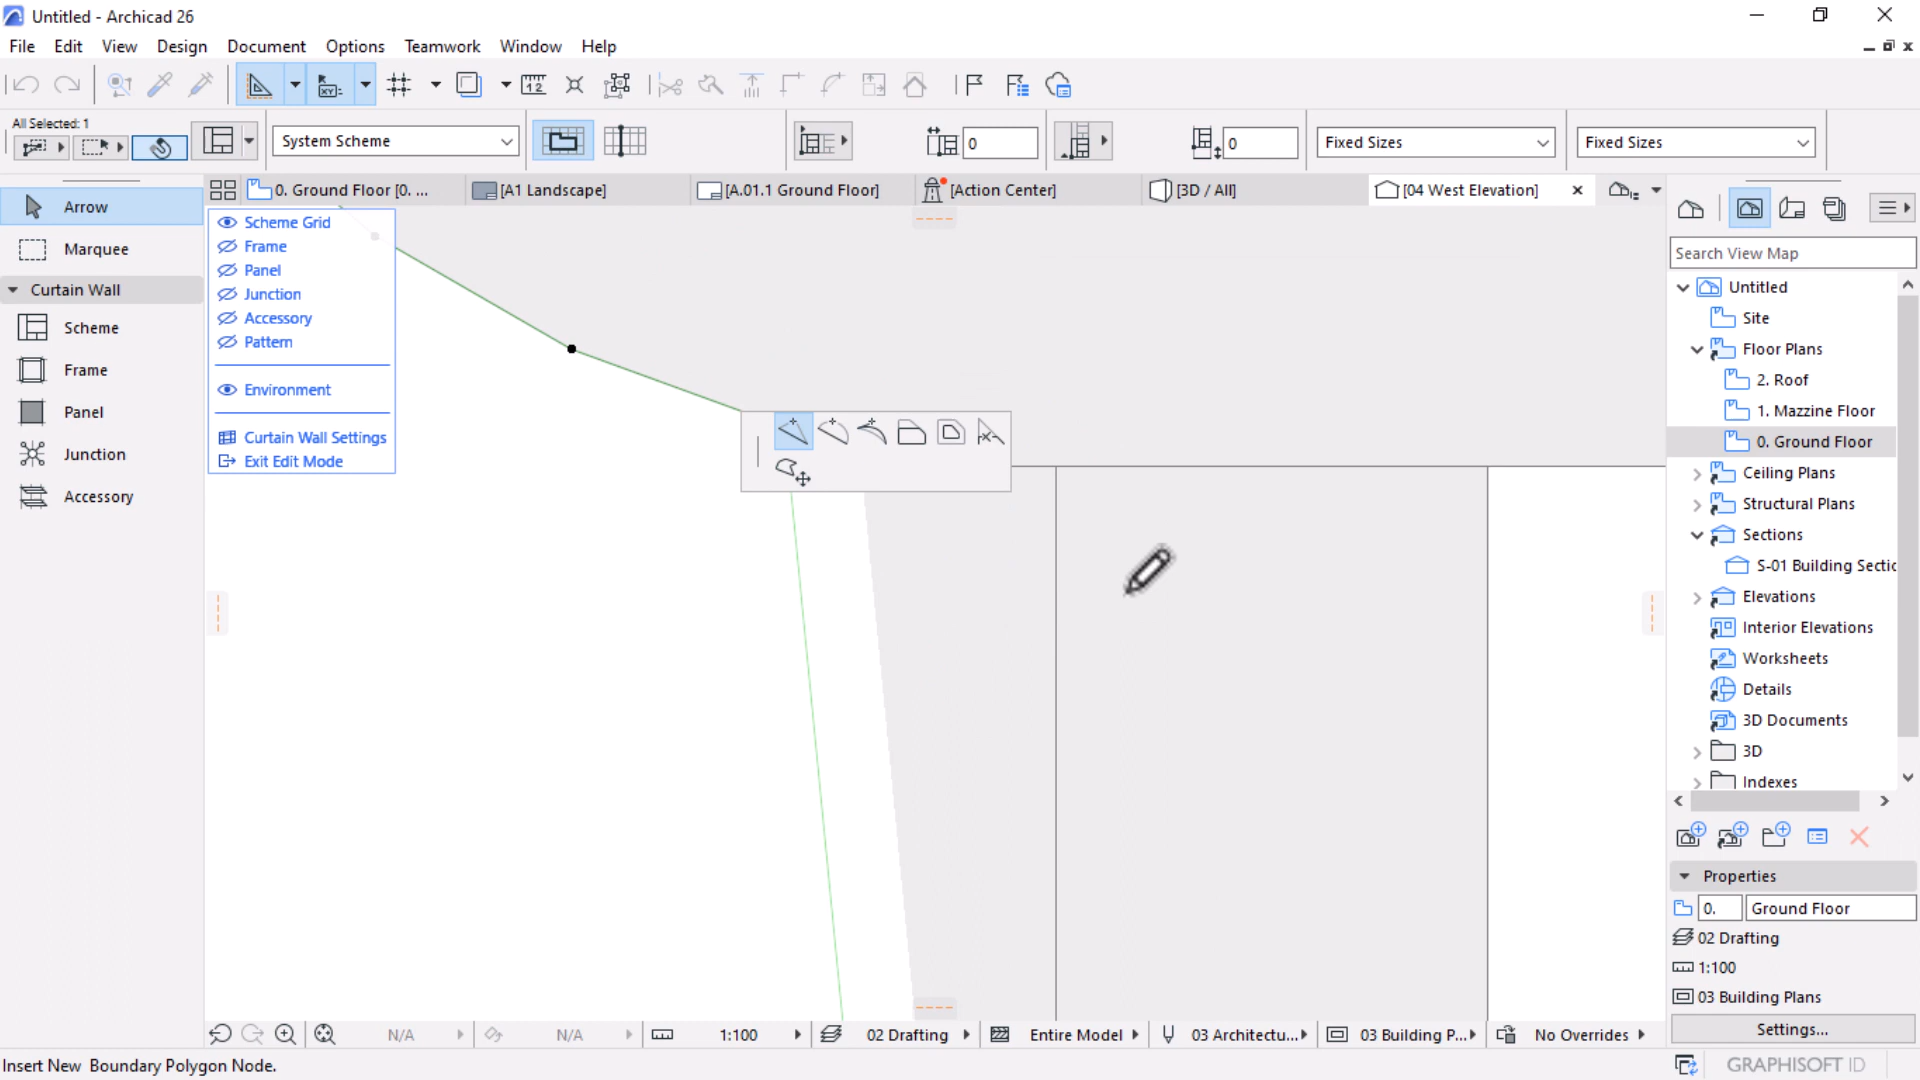 Untitled - Archicad 26
File Edit View Design Document Options Teamwork Window Help
All Selected: 1
System Scheme
0
0
Fixed Sizes
Fixed Sizes
Arrow
Marquee
Curtain Wall
Scheme
Frame
Panel
Junction
Accessory
0. Ground Floor [0. ...
[A1 Landscape]
[A.01.1 Ground Floor]
[Action Center]
[3D / All]
[04 West Elevation]
Scheme Grid
Frame
Panel
Junction
Accessory
Pattern
Environment
Curtain Wall Settings
Exit Edit Mode
Search View Map
Untitled
Site
Floor Plans
2. Roof
1. Mazzine Floor
0. Ground Floor
Ceiling Plans
Structural Plans
Sections
S-01 Building Sectic
Elevations
Interior Elevations
Worksheets
Details
3D Documents
3D
Indexes
Properties
0. Ground Floor
02 Drafting
1:100
03 Building Plans
Settings...
N/A N/A 1:100 02 Drafting Entire Model 03 Architectu... 03 Building P... No Overrides
Insert New Boundary Polygon Node.
GRAPHISOFT ID